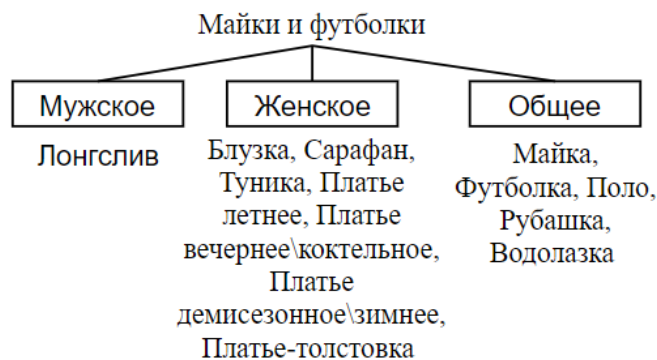 Майки и футболки
Мужское
Женское
Общее
Лонгслив
Блузка, Сарафан,
Туника, Платье
летнее, Платье
вечернее\коктельное,
Платье
демисезонное\зимнее,
Платье-толстовка
Майка,
Футболка, Поло,
Рубашка,
Водолазка